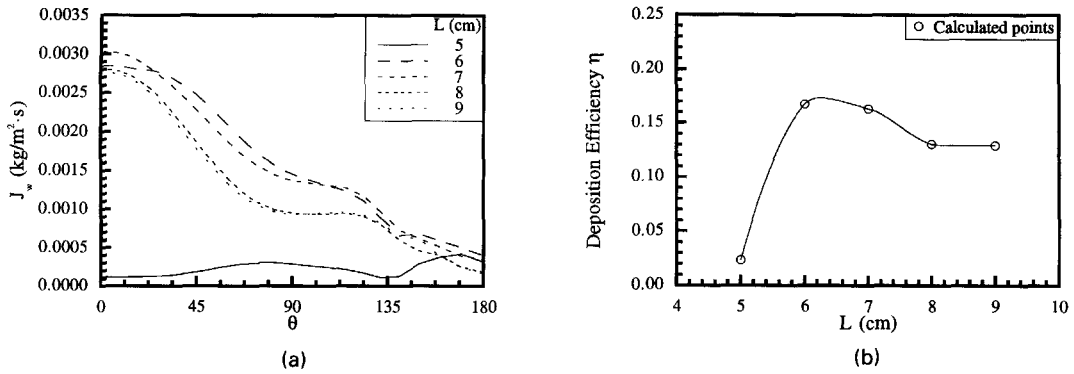 0.0035
0.0030
0.0025
0.0020
0.0015
0.0010
0.0005
0.0000
J_w (kg/m²·s)
0 45 90 135 180
θ
L (cm)
5
6
7
8
9
(a)
0.25
0.20
0.15
0.10
0.05
0.00
Deposition Efficiency η
Calculated points
4 5 6 7 8 9 10
L (cm)
(b)